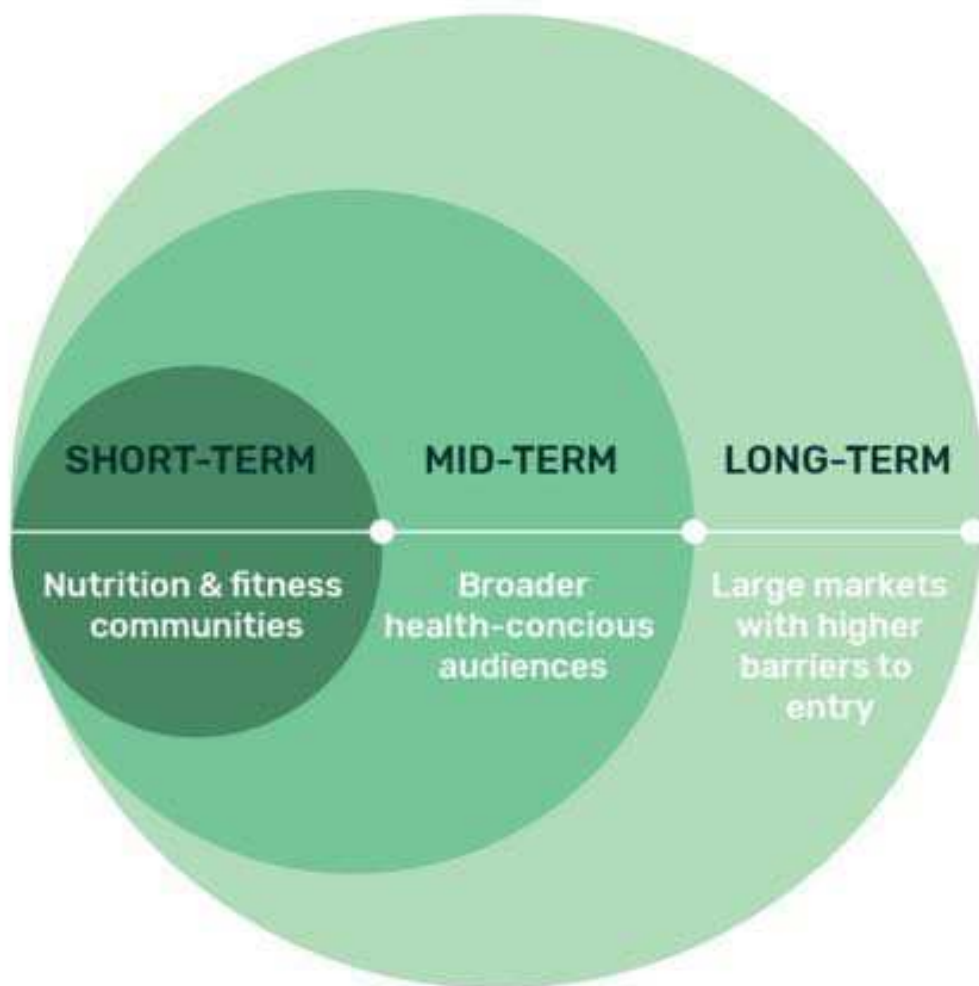 SHORT-TERM
Nutrition & fitness
communities
MID-TERM
Broader
health-concious
audiences
LONG-TERM
Large markets
with higher
barriers to
entry